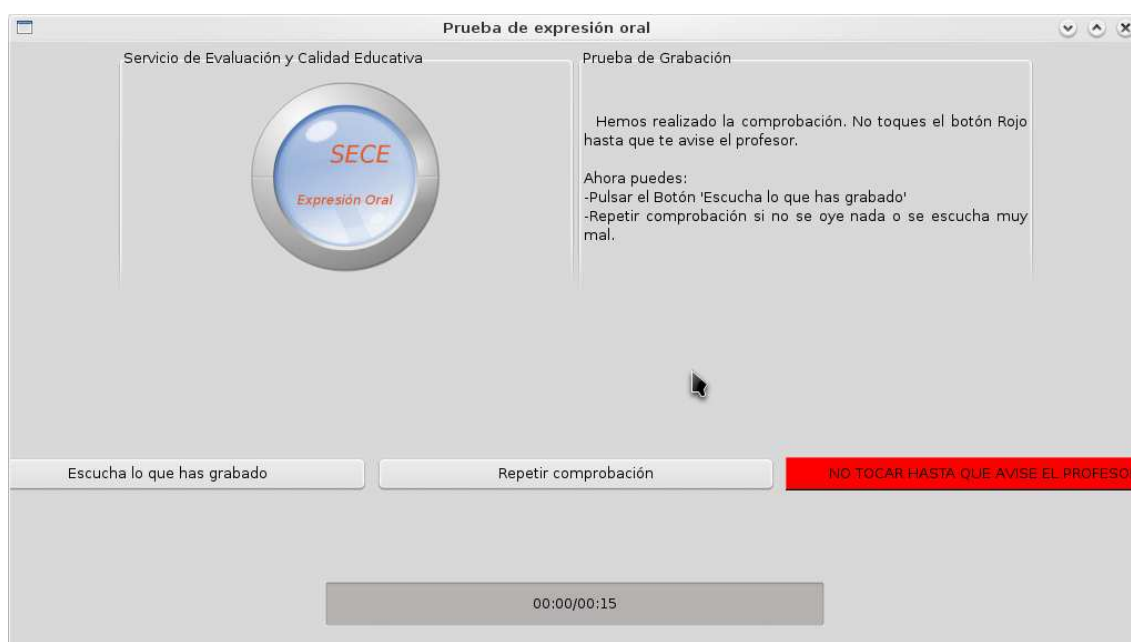 Prueba de expresión oral
Servicio de Evaluación y Calidad Educativa
SECE
Expresión Oral
Prueba de Grabación
Hemos realizado la comprobación. No toques el botón Rojo
hasta que te avise el profesor.
Ahora puedes:
-Pulsar el Botón 'Escucha lo que has grabado'
-Repetir comprobación si no se oye nada o se escucha muy
mal.
Escucha lo que has grabado
Repetir comprobación
NO TOCAR HASTA QUE AVISE EL PROFESO
00:00/00:15